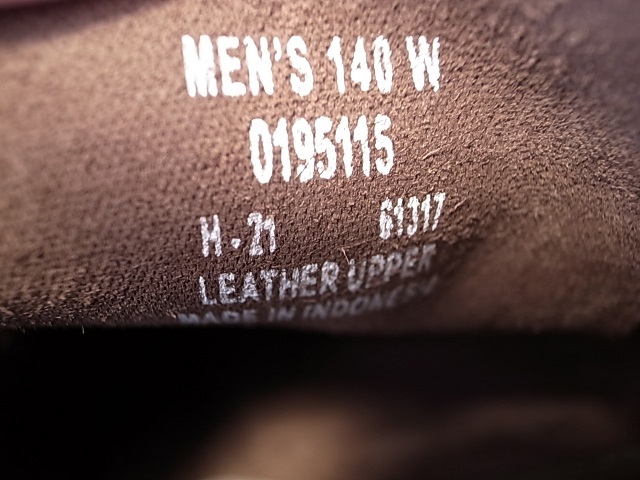 MEN'S 140 W
0195115
H-21 61317
LEATHER UPPER
MADE IN INDONESIA